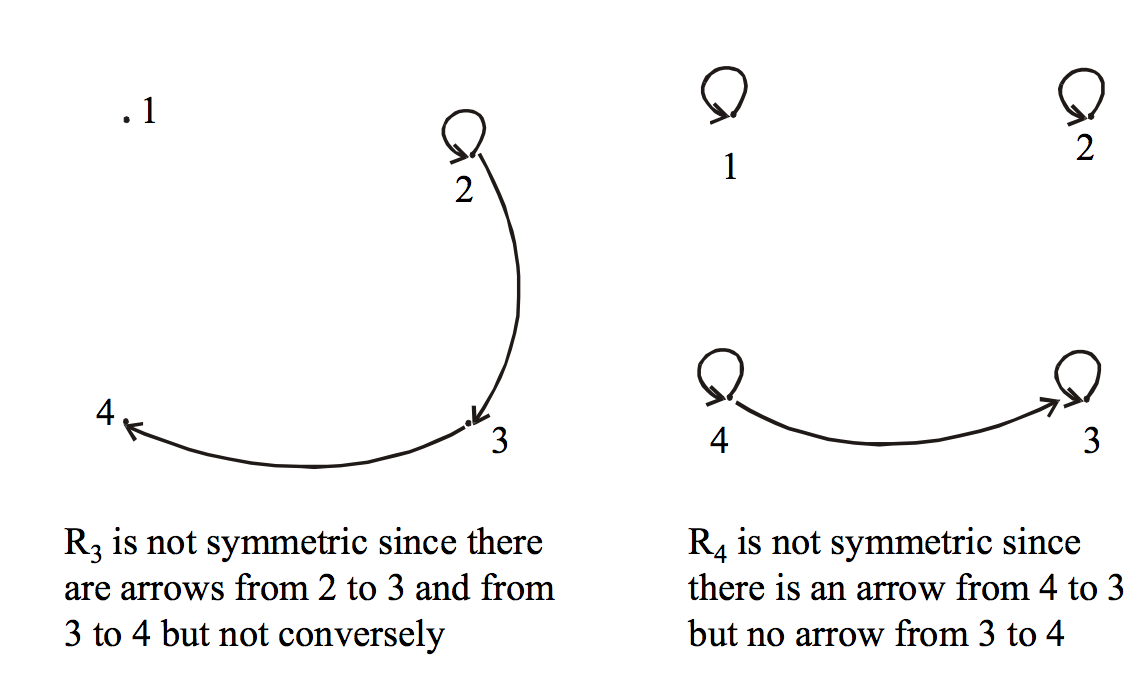 1
2
3
4
R3 is not symmetric since there
are arrows from 2 to 3 and from
3 to 4 but not conversely
1
2
4
3
R4 is not symmetric since
there is an arrow from 4 to 3
but no arrow from 3 to 4